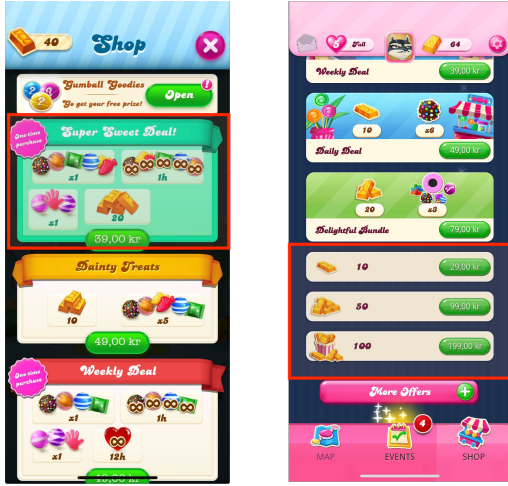 40
Shop
Gumball Goodies
Go get your free prize!
Open
One time
purchase
Super Sweet Deal!
x1
1h
x1
20
39,00 kr
Dainty Treats
10
x5
49,00 kr
One time
purchase
Weekly Deal
x1
1h
x1
12h
5
Full
64
Weekly Deal
39,00 kr
10
x6
Daily Deal
49,00 kr
20
x3
Delightful Bundle
79,00 kr
10
29,00 kr
50
99,00 kr
100
199,00 kr
More Offers
4
MAP
EVENTS
SHOP